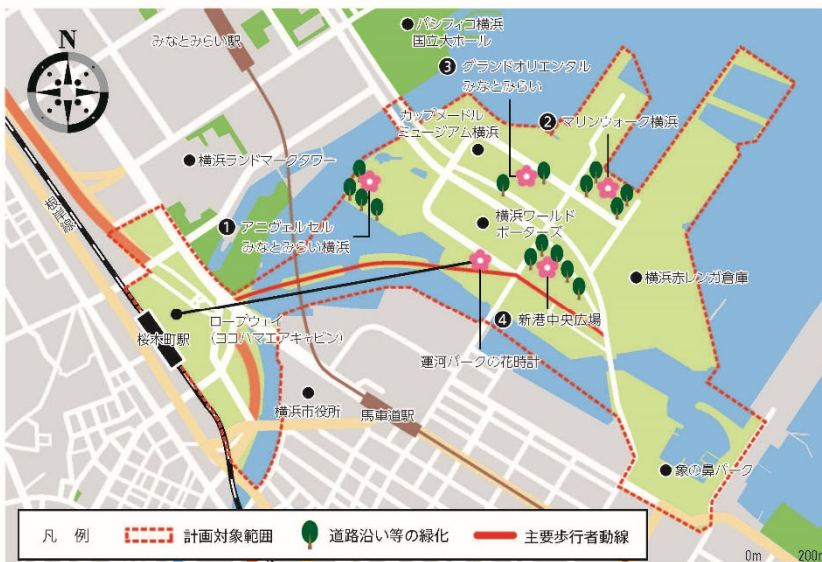 N
みなとみらい駅
パシフィコ横浜
国立大ホール
❸ グランドオリエンタル
みなとみらい
カップヌードル
ミュージアム横浜
❷ マリンウォーク横浜
横浜ランドマークタワー
根岸線
❶ アニヴェルセル
みなとみらい横浜
横浜ワールド
ポーターズ
横浜赤レンガ倉庫
ロープウェイ
(ヨコハマエアキャビン)
❹ 新港中央広場
桜木町駅
運河パークの花時計
横浜市役所
馬車道駅
象の鼻パーク
凡 例
計画対象範囲
道路沿い等の緑化
主要歩行者動線
0m
200m